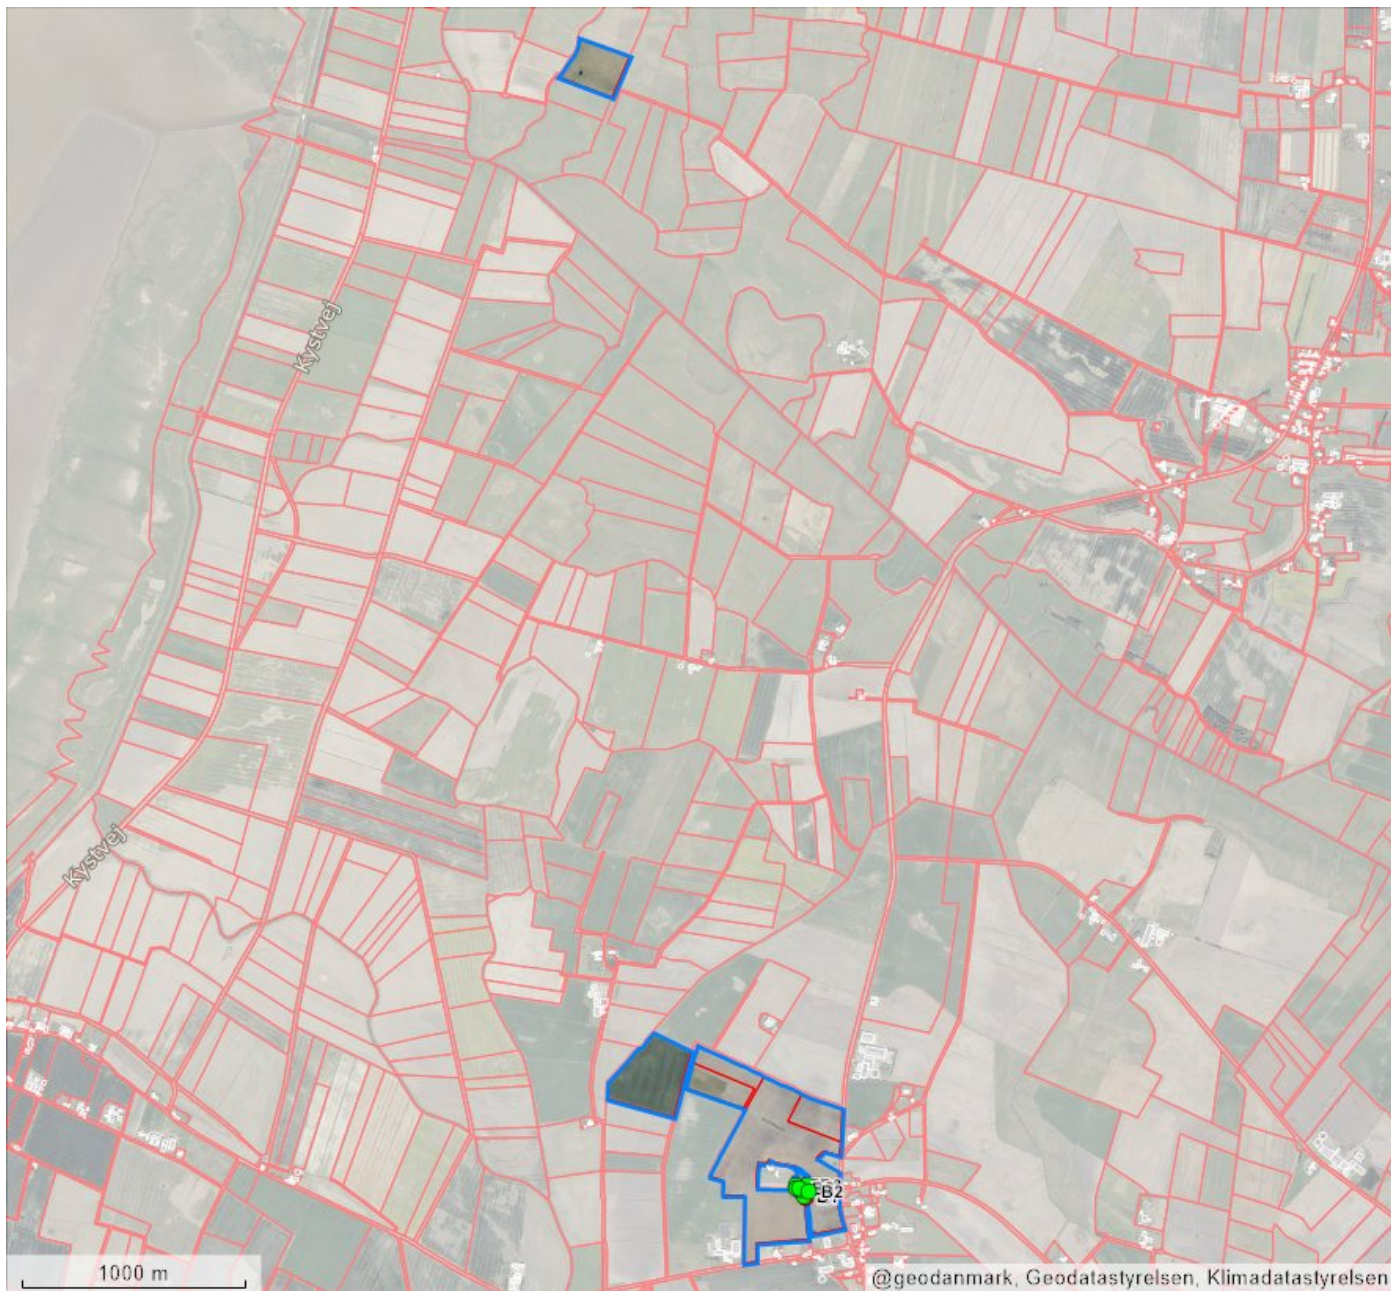 Kystvej
Kystvej
B2
1000 m
@geodanmark, Geodatastyrelsen, Klimadatastyrelsen